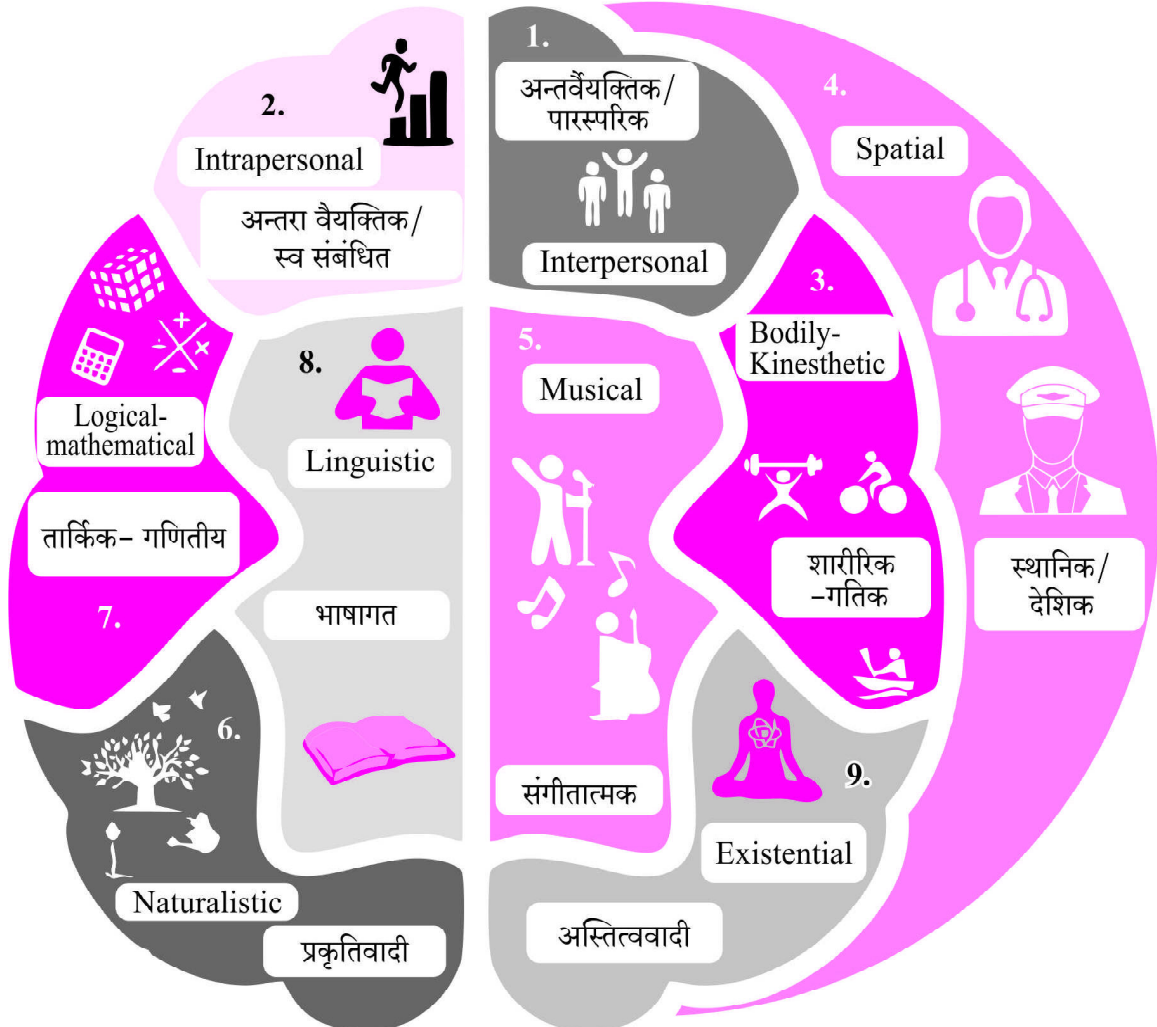 1.
अन्तर्वैयक्तिक/
पारस्परिक
Interpersonal
2.
Intrapersonal
अन्तरा वैयक्तिक/
स्व संबंधित
3.
Bodily-
Kinesthetic
शारीरिक
-गतिक
4.
Spatial
स्थानिक/
देशिक
5.
Musical
संगीतात्मक
6.
Naturalistic
प्रकृतिवादी
Logical-
mathematical
तार्किक- गणितीय
7.
8.
Linguistic
भाषागत
9.
Existential
अस्तित्ववादी